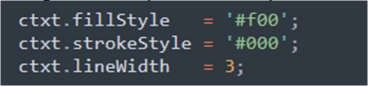 ctxt.fillStyle   = '#f00';
ctxt.strokeStyle = '#000';
ctxt.lineWidth   = 3;